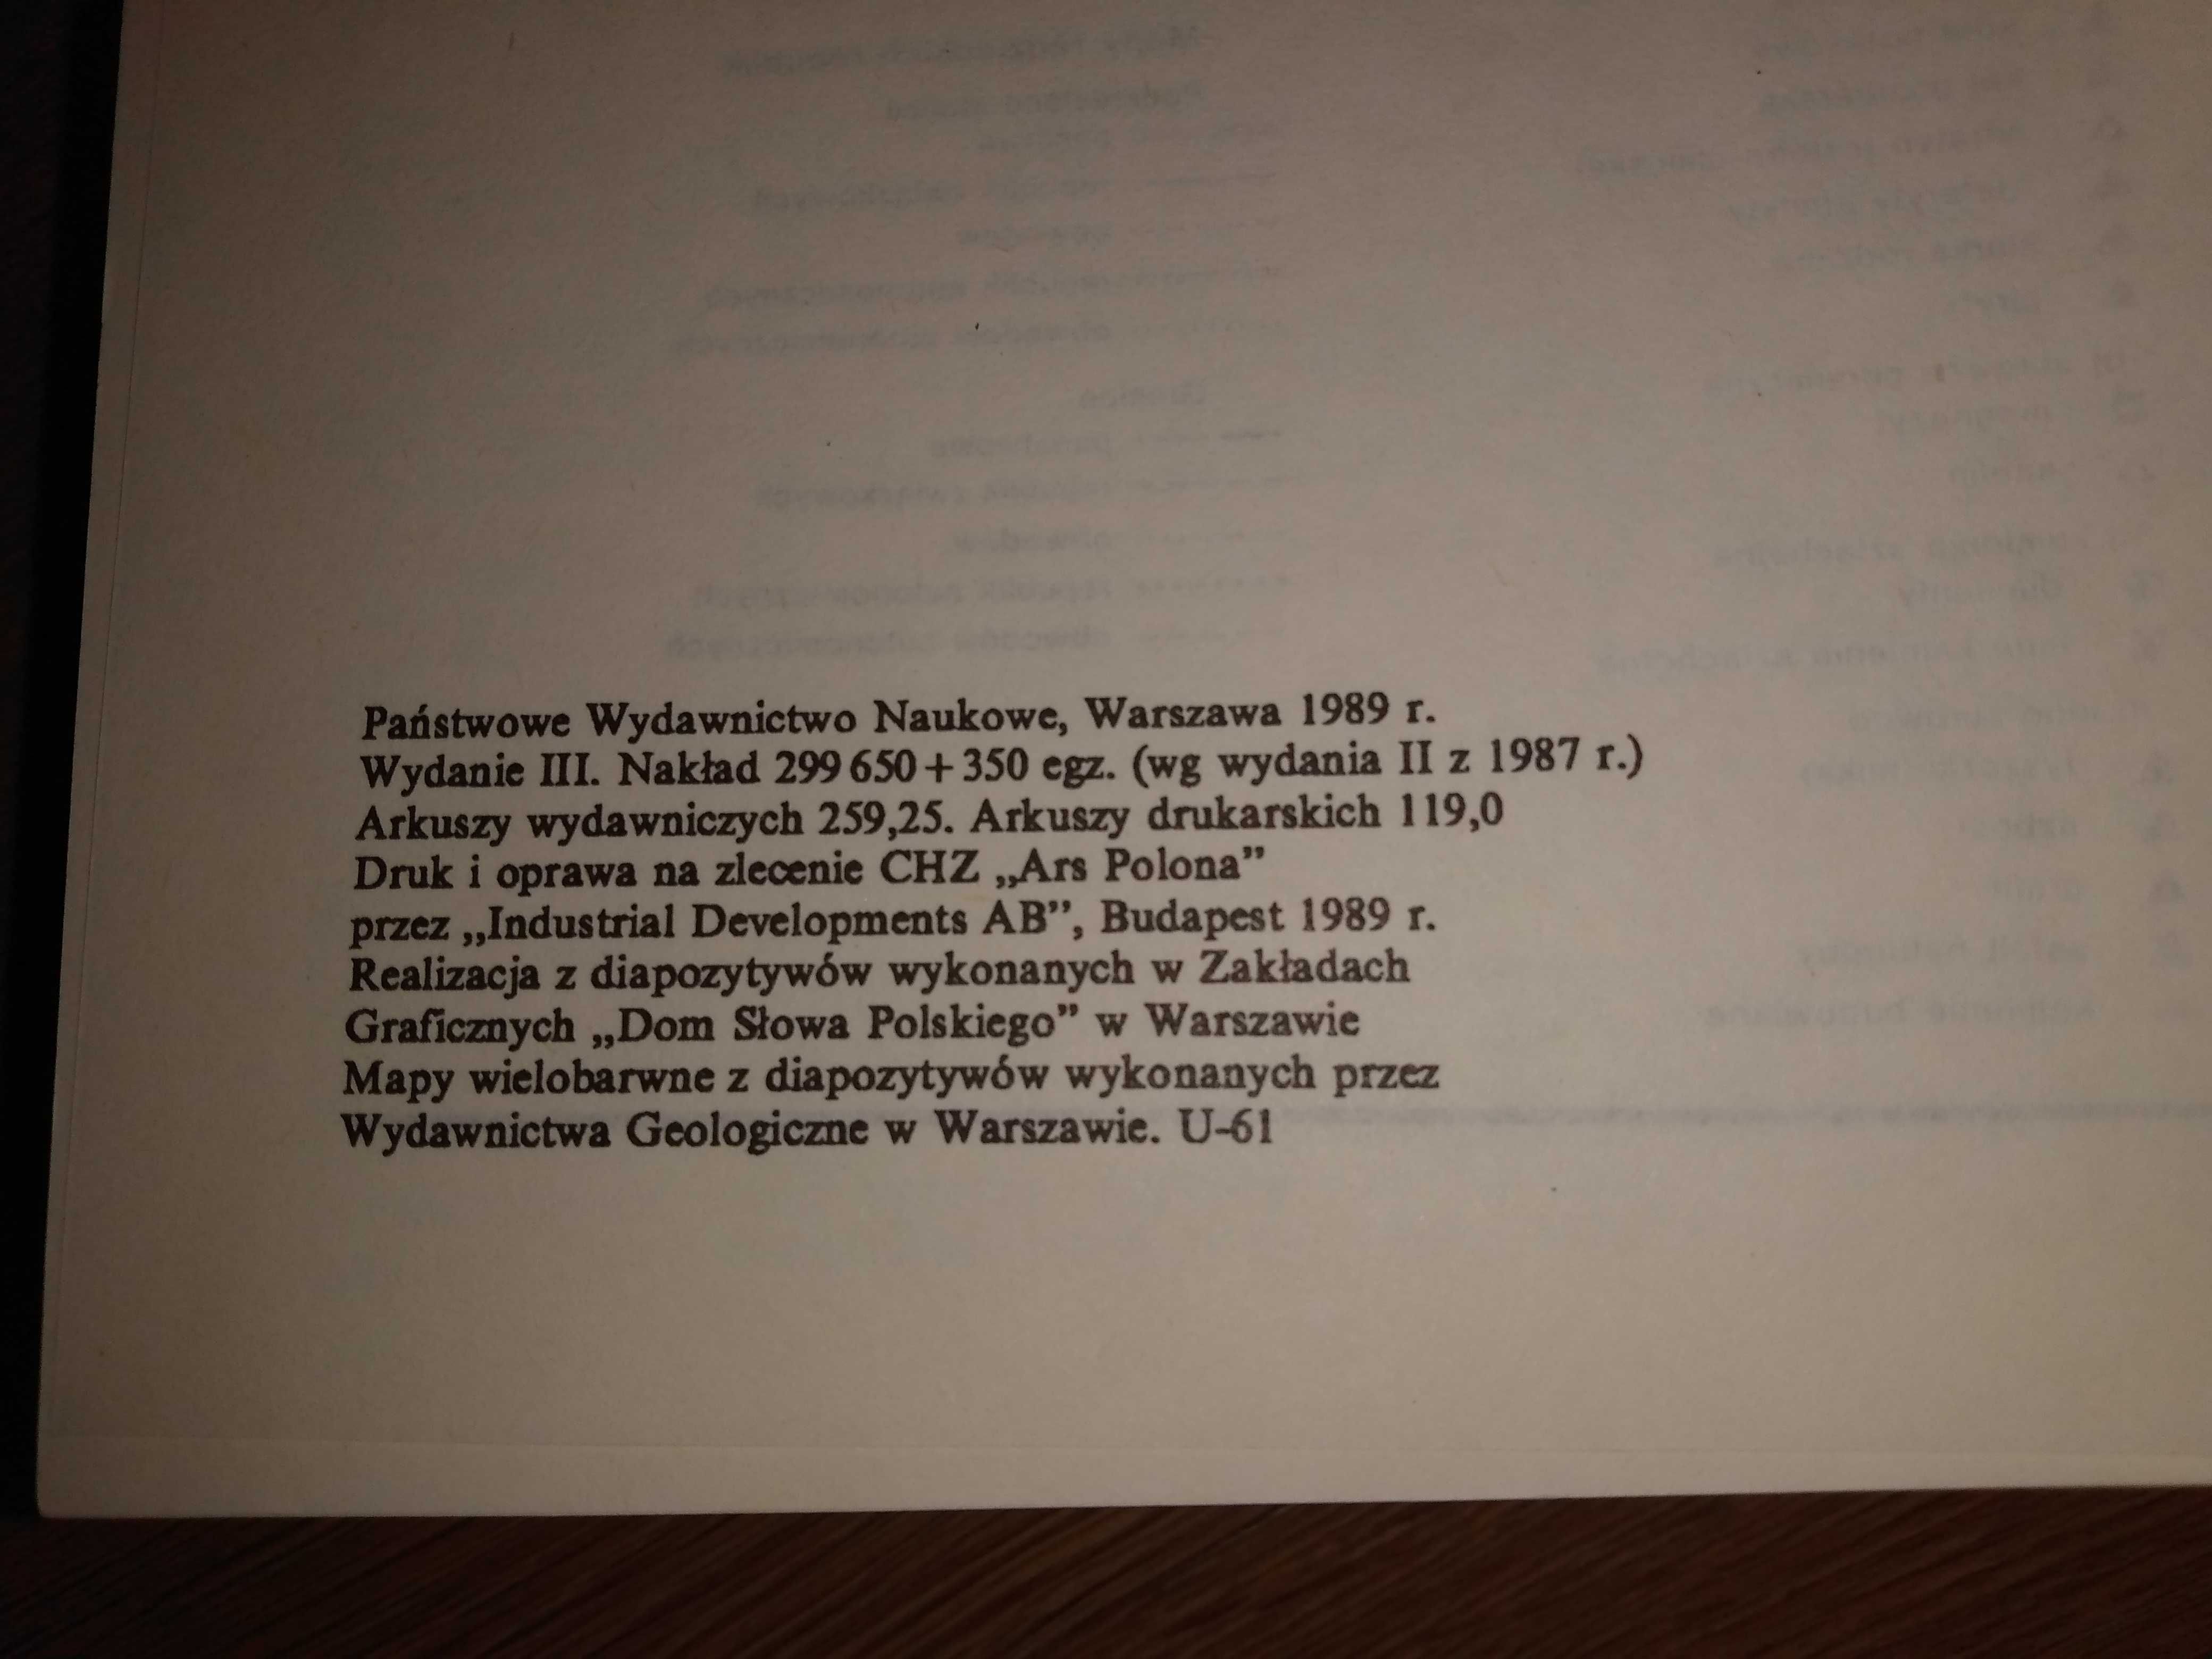 Państwowe Wydawnictwo Naukowe, Warszawa 1989 r.
Wydanie III. Nakład 299 650 + 350 egz. (wg wydania II z 1987 r.)
Arkuszy wydawniczych 259,25. Arkuszy drukarskich 119,0
Druk i oprawa na zlecenie CHZ „Ars Polona”
przez „Industrial Developments AB”, Budapest 1989 r.
Realizacja z diapozytywów wykonanych w Zakładach
Graficznych „Dom Słowa Polskiego” w Warszawie
Mapy wielobarwne z diapozytywów wykonanych przez
Wydawnictwa Geologiczne w Warszawie. U-61